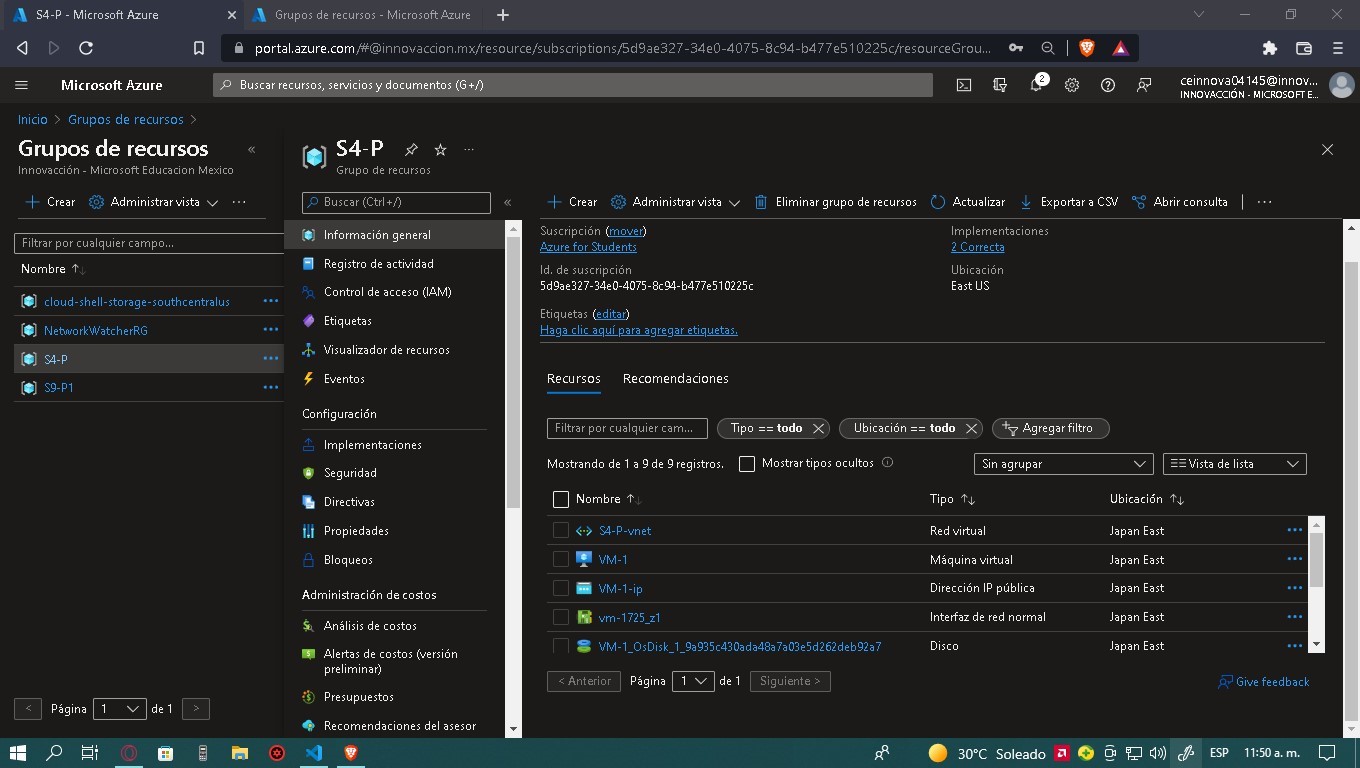 S4-P - Microsoft Azure
Grupos de recursos - Microsoft Azure
portal.azure.com/#@innovaccion.mx/resource/subscriptions/5d9ae327-34e0-4075-8c94-b477e510225c/resourceGrou...
Microsoft Azure
Buscar recursos, servicios y documentos (G+/)
2
ceinnova04145@innov...
INNOVACCIÓN - MICROSOFT E...
Inicio > Grupos de recursos >
Grupos de recursos
Innovacción - Microsoft Educacion Mexico
Crear
Administrar vista
Filtrar por cualquier campo...
Nombre
cloud-shell-storage-southcentralus
NetworkWatcherRG
S4-P
S9-P1
< Página 1 de 1 >
S4-P
Grupo de recursos
Buscar (Ctrl+/)
Información general
Registro de actividad
Control de acceso (IAM)
Etiquetas
Visualizador de recursos
Eventos
Configuración
Implementaciones
Seguridad
Directivas
Propiedades
Bloqueos
Administración de costos
Análisis de costos
Alertas de costos (versión
preliminar)
Presupuestos
Recomendaciones del asesor
Crear Administrar vista Eliminar grupo de recursos Actualizar Exportar a CSV Abrir consulta
Suscripción (mover)
Azure for Students
Id. de suscripción
5d9ae327-34e0-4075-8c94-b477e510225c
Implementaciones
2 Correcta
Ubicación
East US
Etiquetas (editar)
Haga clic aquí para agregar etiquetas.
Recursos Recomendaciones
Filtrar por cualquier cam... Tipo == todo Ubicación == todo Agregar filtro
Mostrando de 1 a 9 de 9 registros. Mostrar tipos ocultos Sin agrupar Vista de lista
Nombre Tipo Ubicación
S4-P-vnet Red virtual Japan East
VM-1 Máquina virtual Japan East
VM-1-ip Dirección IP pública Japan East
vm-1725_z1 Interfaz de red normal Japan East
VM-1_OsDisk_1_9a935c430ada48a7a03e5d262deb92a7 Disco Japan East
< Anterior Página 1 de 1 Siguiente >
Give feedback
30°C Soleado ESP 11:50 a. m.